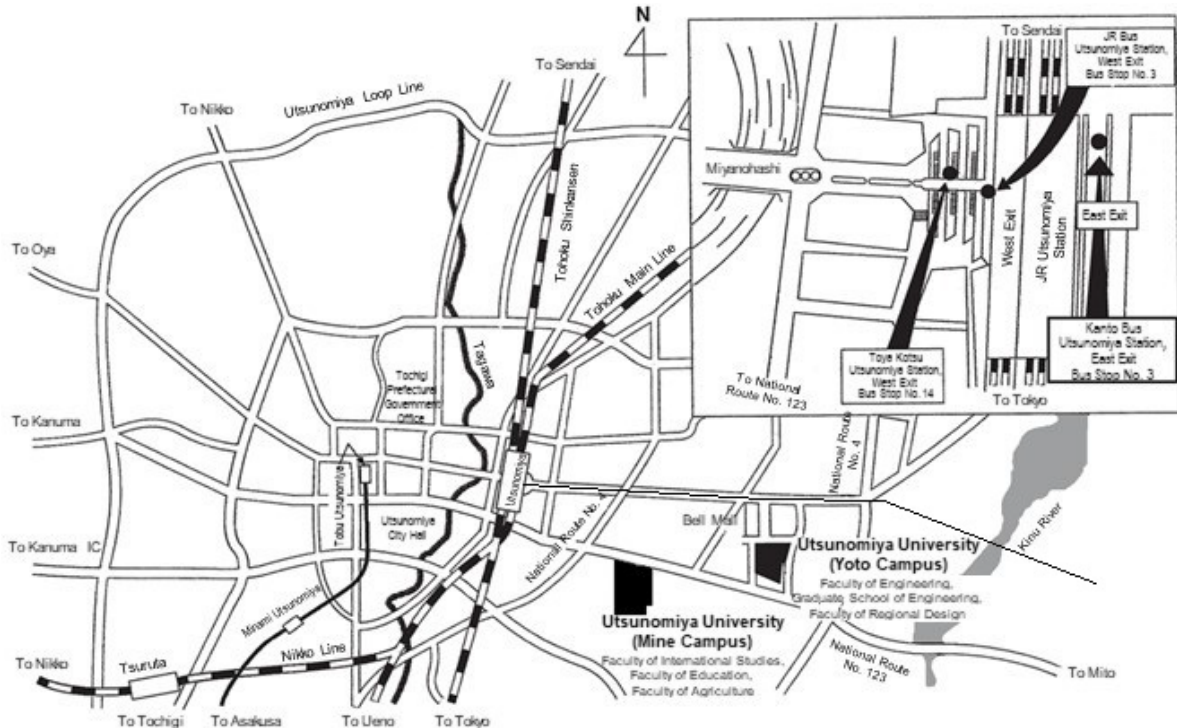 N
To Sendai
To Nikko
Utsunomiya Loop Line
To Oya
Tohoku Shinkansen
Tohoku Main Line
Tagawa
Tochigi
Prefectural
Government
Office
To Kanuma
Tobu Utsunomiya
Utsunomiya
City Hall
Utsunomiya
To Kanuma IC
Minami Utsunomiya
National Route No. 4
To Nikko
Tsuruta
Nikko Line
To Tochigi
To Asakusa
To Ueno
To Tokyo
Bell Mall
National Route
No. 4
Kinu River
Utsunomiya University
(Yoto Campus)
Faculty of Engineering,
Graduate School of Engineering,
Faculty of Regional Design
Utsunomiya University
(Mine Campus)
Faculty of International Studies,
Faculty of Education,
Faculty of Agriculture
National Route
No. 123
To Mito
To Sendai
JR Bus
Utsunomiya Station,
West Exit
Bus Stop No. 3
Miyanohashi
West Exit
JR Utsunomiya
Station
East Exit
Kanto Bus
Utsunomiya Station,
East Exit
Bus Stop No. 3
Toya Kotsu
Utsunomiya Station,
West Exit
Bus Stop No. 14
To National
Route No. 123
To Tokyo